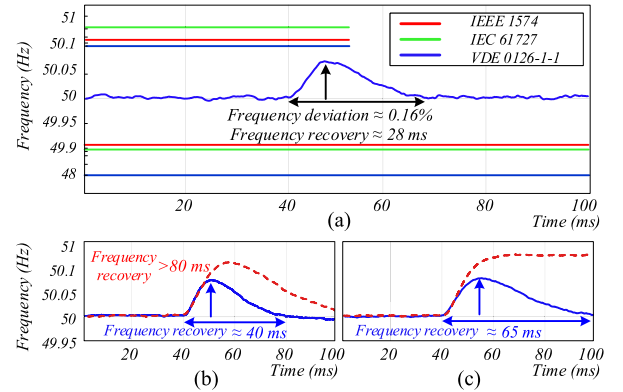 51
50.1
50.05
50
49.95
49.9
48
Frequency (Hz)
IEEE 1574
IEC 61727
VDE 0126-1-1
Frequency deviation ≈ 0.16%
Frequency recovery ≈ 28 ms
20
40
60
80
100
(a)
Time (ms)
51
50.1
50.05
50
49.95
Frequency (Hz)
Frequency
recovery >80 ms
Frequency recovery ≈ 40 ms
20
40
60
80
100
(b)
Time (ms)
Frequency recovery ≈ 65 ms
20
40
60
80
100
(c)
Time (ms)